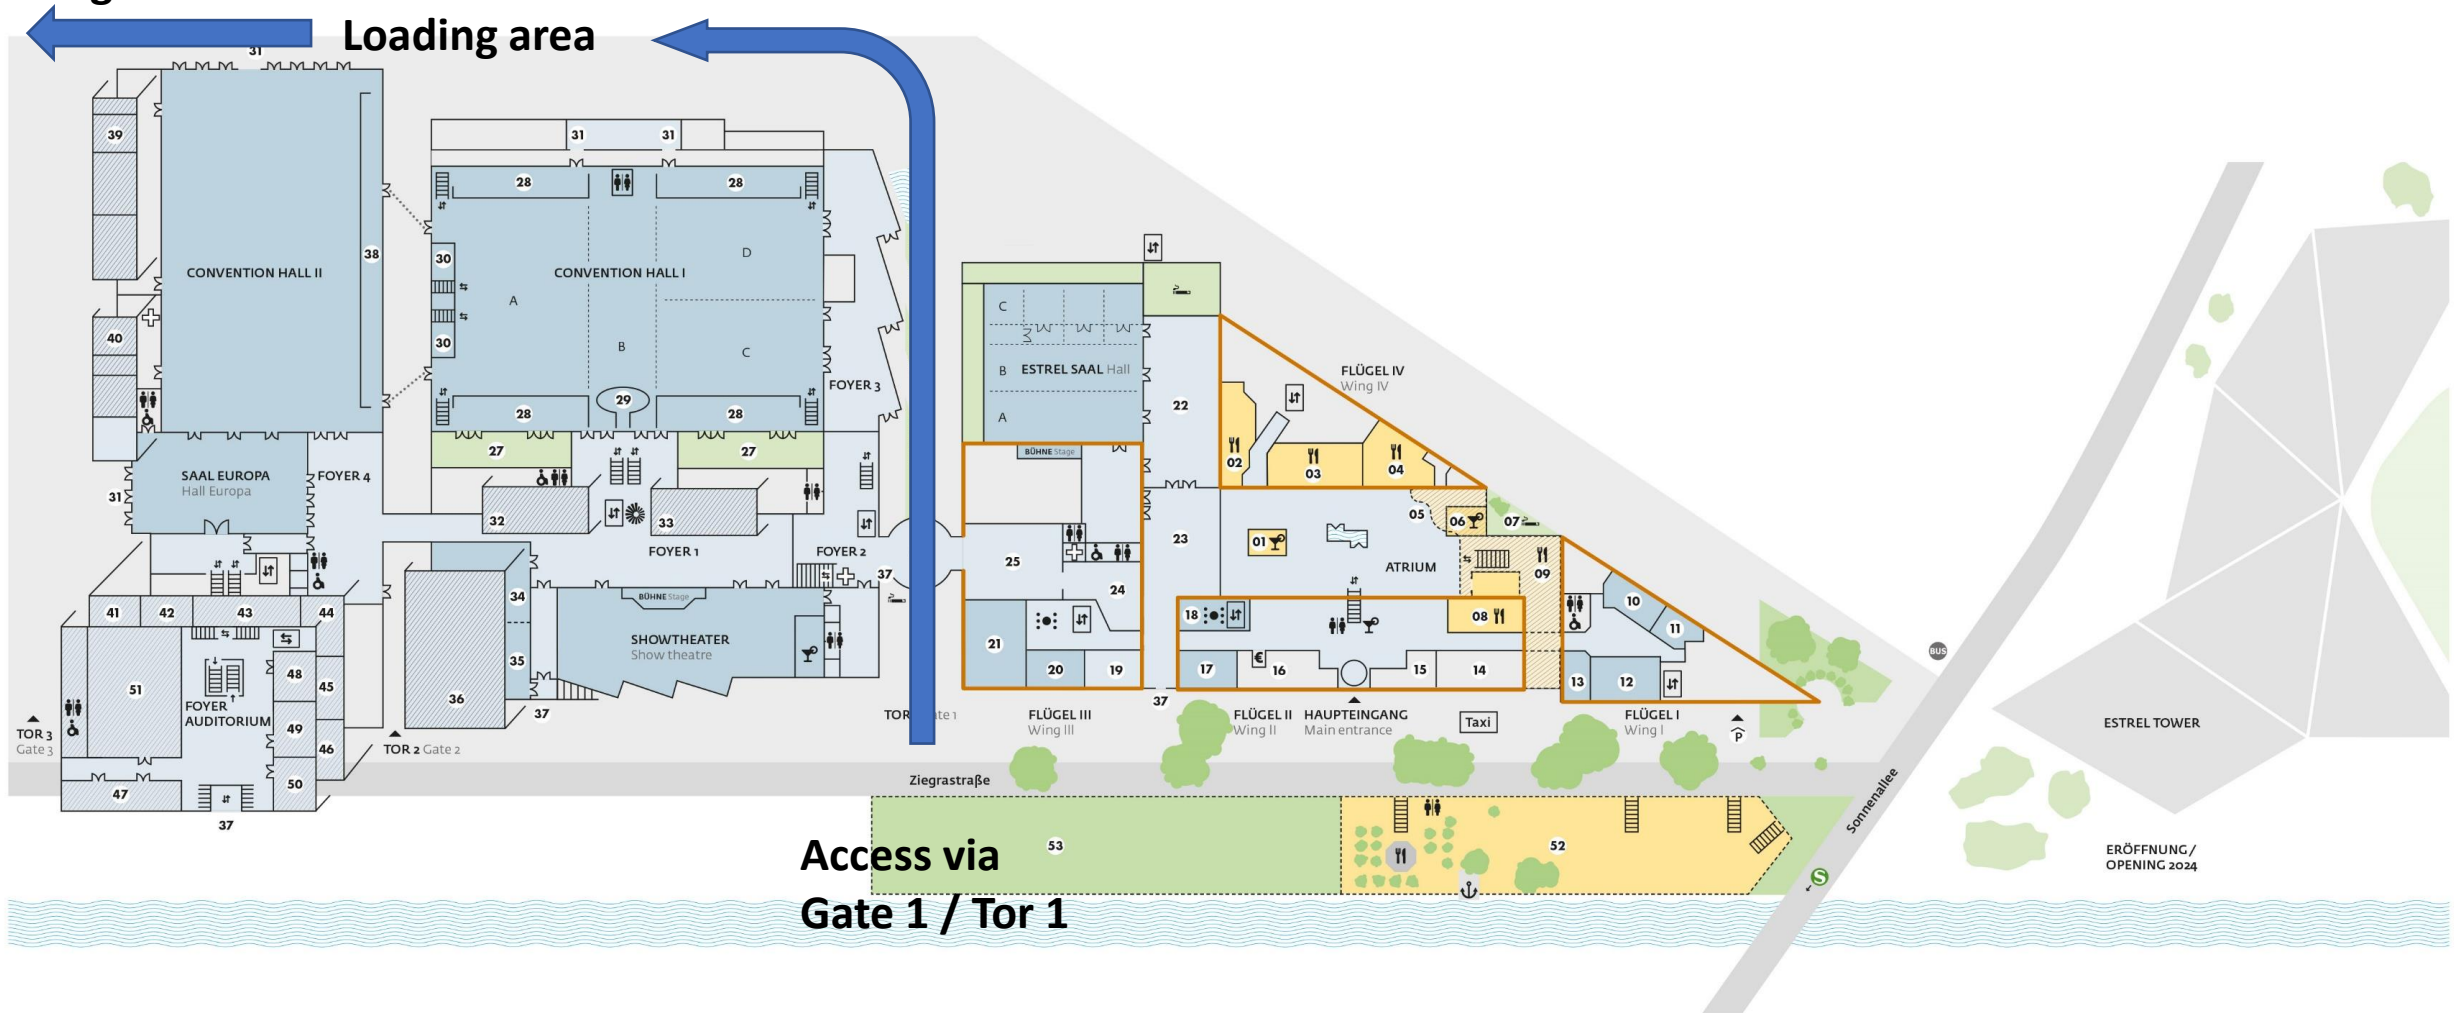 Loading area
31
39
31
31
28
28
38
30
D
CONVENTION HALL II
CONVENTION HALL I
A
C
40
30
B
C
B
ESTREL SAAL Hall
FLÜGEL IV
Wing IV
FOYER 3
29
28
28
A
22
27
27
BÜHNE Stage
02
03
04
SAAL EUROPA
Hall Europa
FOYER 4
31
32
33
05
06
07
FOYER 1
FOYER 2
37
25
23
01
ATRIUM
09
24
34
BÜHNE Stage
41
42
43
44
18
08
10
11
SHOWTHEATER
Show theatre
35
21
20
19
17
€
16
15
14
13
12
51
48
45
36
FOYER
AUDITORIUM
49
46
37
37
TOR 3
Gate 3
TOR 2 Gate 2
FLÜGEL III
Wing III
FLÜGEL II
Wing II
HAUPTEINGANG
Main entrance
Taxi
FLÜGEL I
Wing I
P
BUS
ESTREL TOWER
47
50
37
Ziegrastraße
Sonnenallee
53
52
S
ERÖFFNUNG /
OPENING 2024
Access via
Gate 1 / Tor 1